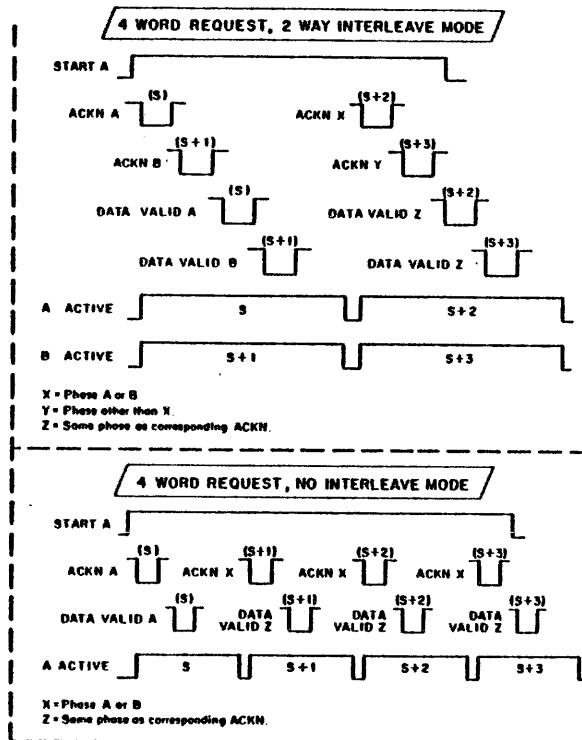 4 WORD REQUEST, 2 WAY INTERLEAVE MODE
START A
(S)
(S+2)
ACKN A
ACKN X
(S+1)
(S+3)
ACKN B
ACKN Y
(S)
(S+2)
DATA VALID A
DATA VALID Z
(S+1)
(S+3)
DATA VALID B
DATA VALID Z
A ACTIVE
S
S+2
B ACTIVE
S+1
S+3
X = Phase A or B
Y = Phase other than X.
Z = Same phase as corresponding ACKN.
4 WORD REQUEST, NO INTERLEAVE MODE
START A
(S)
(S+1)
(S+2)
(S+3)
ACKN A
ACKN X
ACKN X
ACKN X
(S)
(S+1)
(S+2)
(S+3)
DATA VALID A
DATA VALID Z
DATA VALID Z
DATA VALID Z
A ACTIVE
S
S+1
S+2
S+3
X = Phase A or B
Z = Same phase as corresponding ACKN.